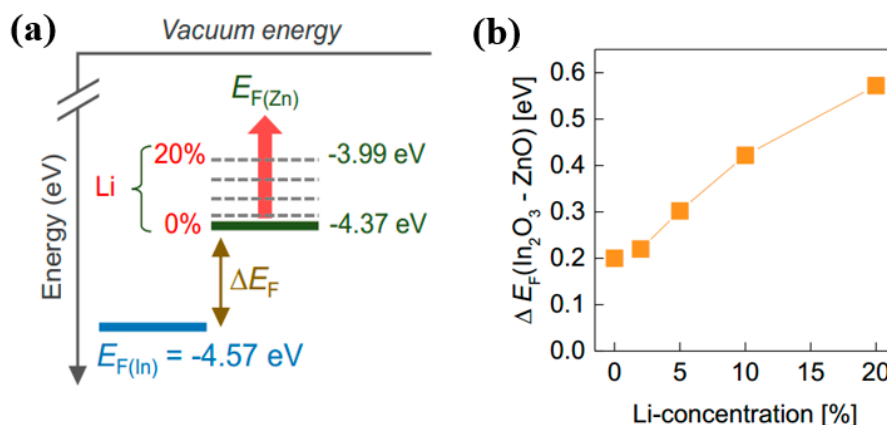 (a)
Vacuum energy
E_F(Zn)
20%
-3.99 eV
Li
0%
-4.37 eV
ΔE_F
E_F(In) = -4.57 eV
Energy (eV)
(b)
Δ E_F(In₂O₃ - ZnO) [eV]
0.6
0.5
0.4
0.3
0.2
0.1
0.0
0 5 10 15 20
Li-concentration [%]